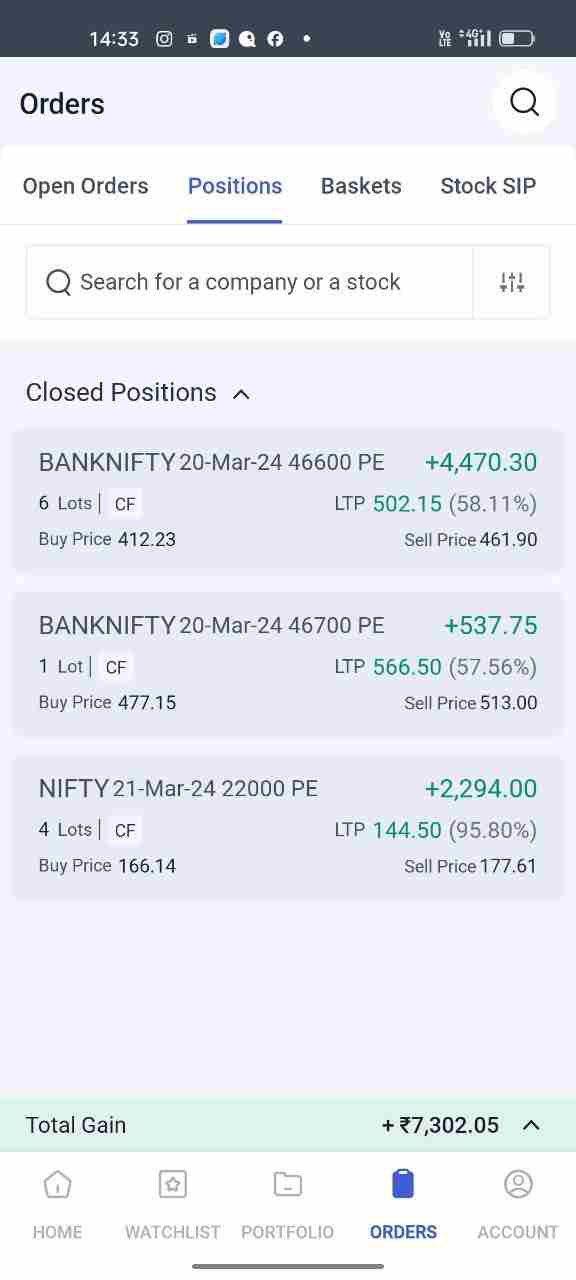 14:33 Vo LTE 4G+
Orders
Open Orders Positions Baskets Stock SIP
Search for a company or a stock
Closed Positions
BANKNIFTY 20-Mar-24 46600 PE +4,470.30
6 Lots | CF LTP 502.15 (58.11%)
Buy Price 412.23 Sell Price 461.90
BANKNIFTY 20-Mar-24 46700 PE +537.75
1 Lot | CF LTP 566.50 (57.56%)
Buy Price 477.15 Sell Price 513.00
NIFTY 21-Mar-24 22000 PE +2,294.00
4 Lots | CF LTP 144.50 (95.80%)
Buy Price 166.14 Sell Price 177.61
Total Gain + ₹7,302.05
HOME WATCHLIST PORTFOLIO ORDERS ACCOUNT